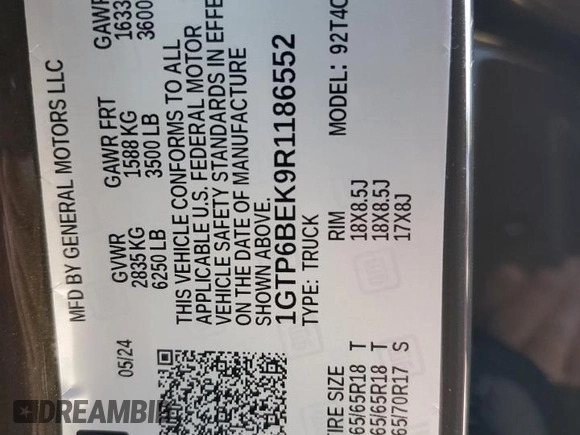 MFD BY GENERAL MOTORS LLC
05/24
GVWR
2835 KG
6250 LB
GAWR FRT
1588 KG
3500 LB
GAWR
1633
3600
THIS VEHICLE CONFORMS TO ALL
APPLICABLE U.S. FEDERAL MOTOR
VEHICLE SAFETY STANDARDS IN EFFE
ON THE DATE OF MANUFACTURE
SHOWN ABOVE.
1GTP6BEK9R1186552
TYPE: TRUCK
MODEL: 92T4
TIRE SIZE
65/65R18 T
65/65R18 T
65/70R17 S
RIM
18X8.5J
18X8.5J
17X8J
DREAMBI